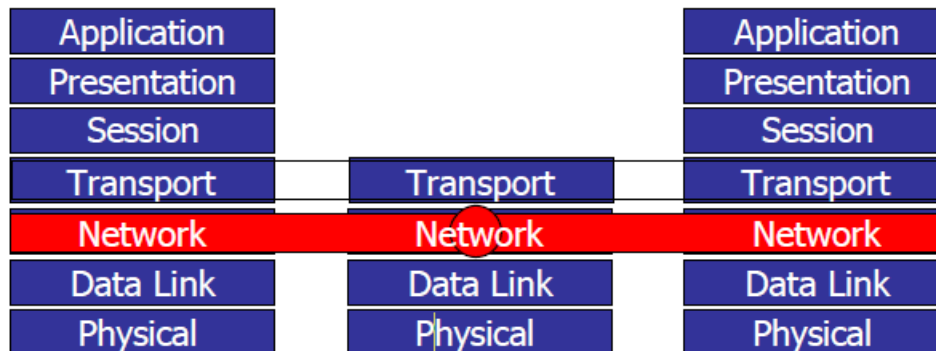 Application Application
Presentation Presentation
Session Session
Transport Transport Transport
Network Network Network
Data Link Data Link Data Link
Physical Physical Physical